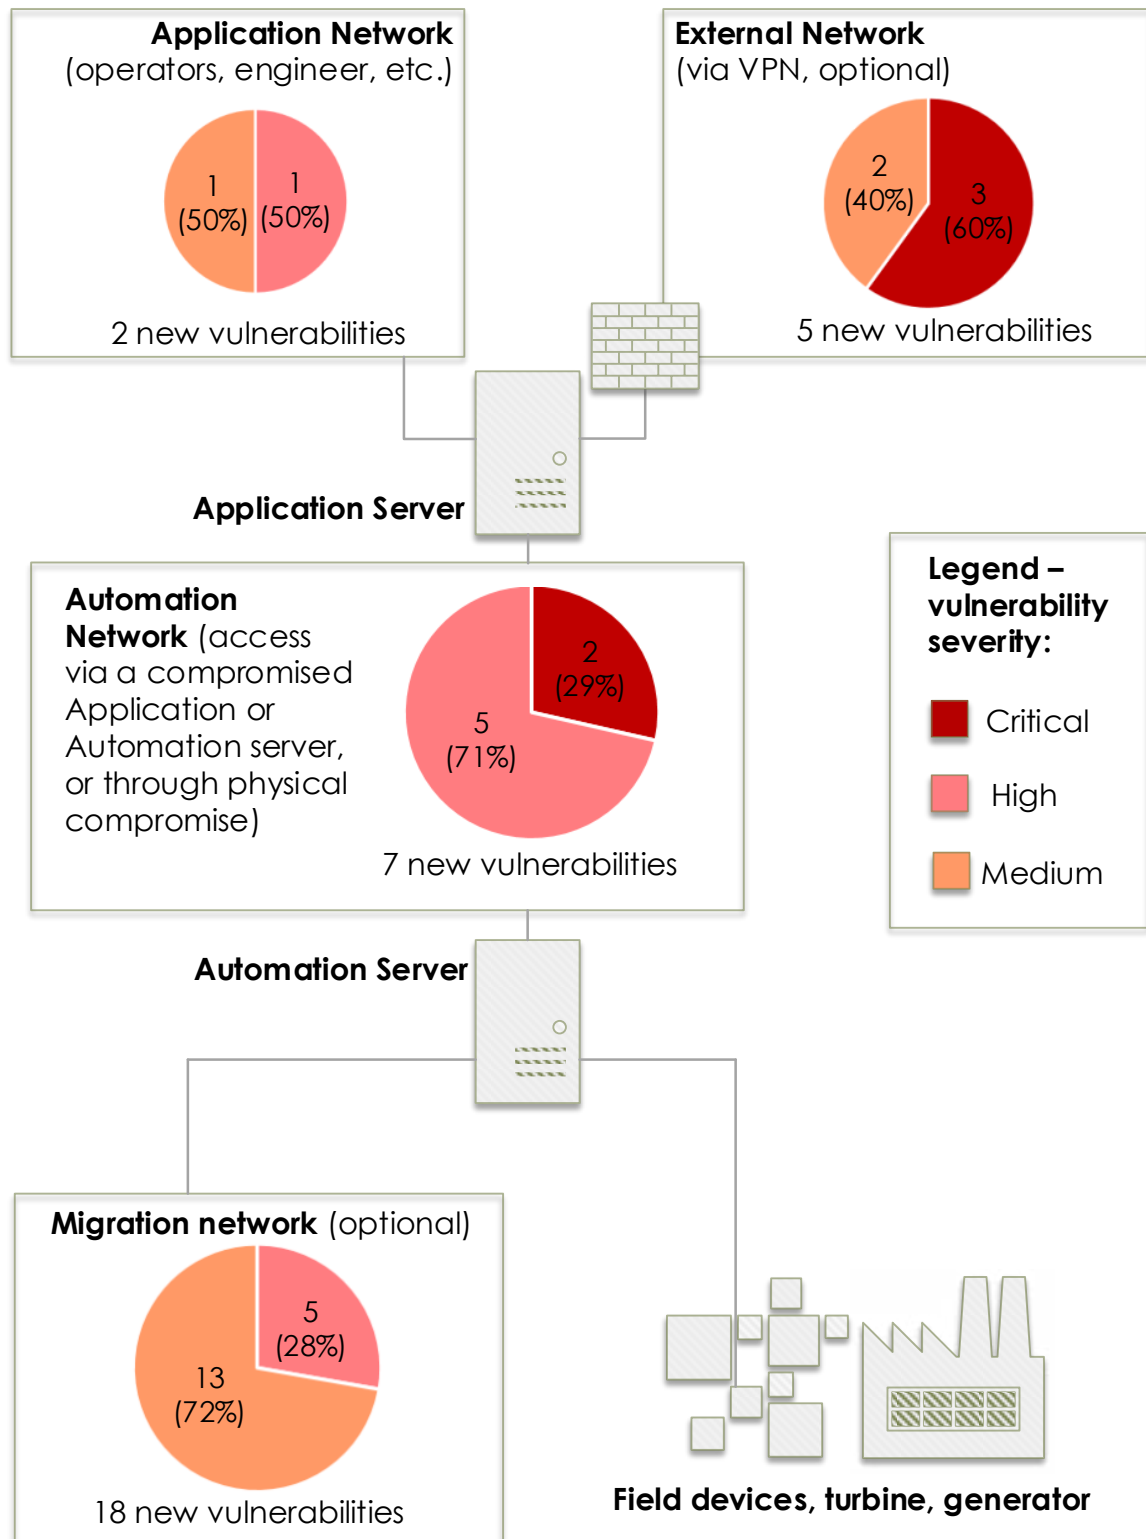 Application Network
(operators, engineer, etc.)
1
(50%)
1
(50%)
2 new vulnerabilities
External Network
(via VPN, optional)
2
(40%)
3
(60%)
5 new vulnerabilities
Application Server
Automation
Network (access
via a compromised
Application or
Automation server,
or through physical
compromise)
2
(29%)
5
(71%)
7 new vulnerabilities
Legend –
vulnerability
severity:
Critical
High
Medium
Automation Server
Migration network (optional)
5
(28%)
13
(72%)
18 new vulnerabilities
Field devices, turbine, generator